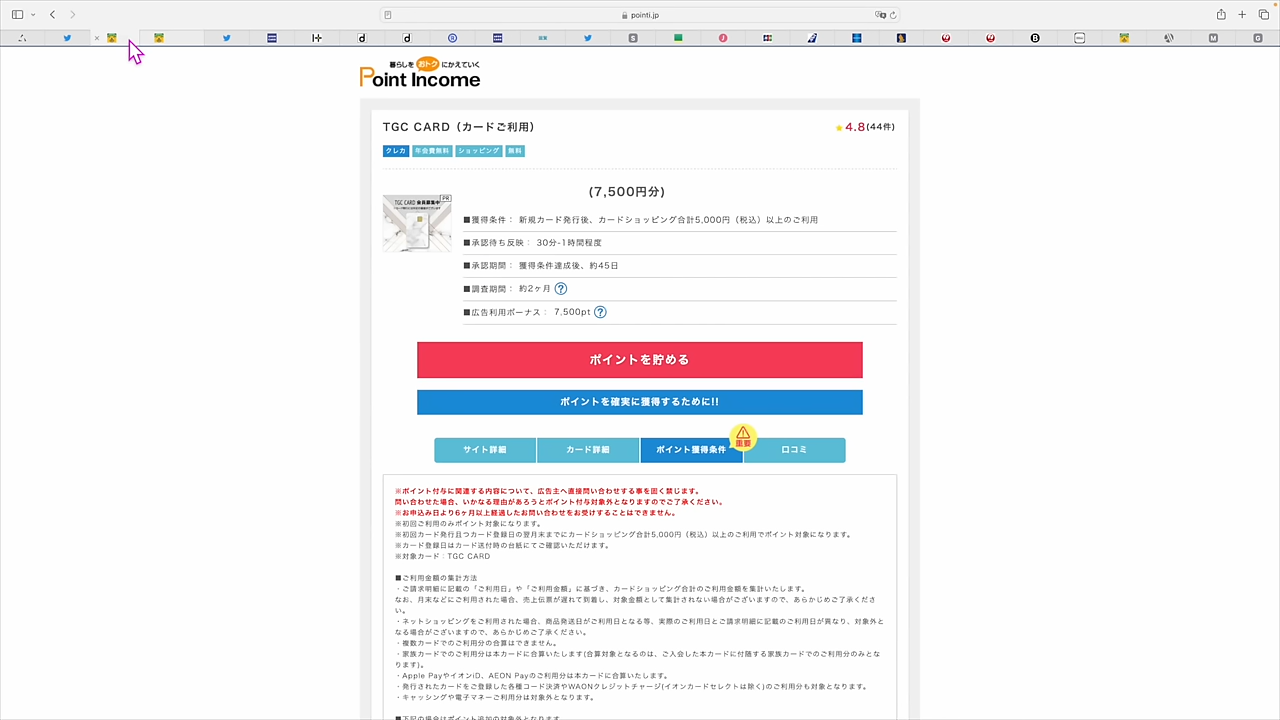 pointi.jp
暮らしを おトク にかえていく
Point Income
TGC CARD（カードご利用）
4.8(44件)
クレカ 年会費無料 ショッピング 無料
PR
TGC CARD 会員募集中
(7,500円分)
■獲得条件： 新規カード発行後、カードショッピング合計5,000円（税込）以上のご利用
■承認待ち反映： 30分-1時間程度
■承認期間： 獲得条件達成後、約45日
■調査期間： 約2ヶ月 ?
■広告利用ボーナス： 7,500pt ?
ポイントを貯める
ポイントを確実に獲得するために!!
サイト詳細 カード詳細 ポイント獲得条件 重要 口コミ
※ポイント付与に関連する内容について、広告主へ直接問い合わせする事を固く禁じます。
問い合わせた場合、いかなる理由があろうとポイント付与対象外となりますのでご了承ください。
※お申込み日より6ヶ月以上経過したお問い合わせをお受けすることはできません。
※初回ご利用のみポイント対象になります。
※初回カード発行且つカード登録日の翌月末までにカードショッピング合計5,000円（税込）以上のご利用でポイント対象になります。
※カード登録日はカード送付時の台紙にてご確認いただけます。
※対象カード：TGC CARD
■ご利用金額の集計方法
・ご請求明細に記載の「ご利用日」や「ご利用金額」に基づき、カードショッピング合計のご利用金額を集計いたします。
なお、月末などにご利用された場合、売上伝票が遅れて到着し、対象金額として集計されない場合がございますので、あらかじめご了承くださ
い。
・ネットショッピングをご利用された場合、商品発送日がご利用日となる等、実際のご利用日とご請求明細に記載のご利用日が異なり、対象外と
なる場合がございますので、あらかじめご了承ください。
・複数カードでのご利用分の合算はできません。
・家族カードでのご利用分は本カードに合算いたします(合算対象となるのは、ご入会した本カードに付随する家族カードでのご利用分のみとな
ります)。
・Apple PayやイオンiD、AEON Payのご利用分は本カードに合算いたします。
・発行されたカードをご登録した各種コード決済やWAONクレジットチャージ(イオンカードセレクトは除く)のご利用分も対象となります。
・キャッシングや電子マネーご利用分は対象外となります。
■下記の場合はポイント追加の対象外となります。